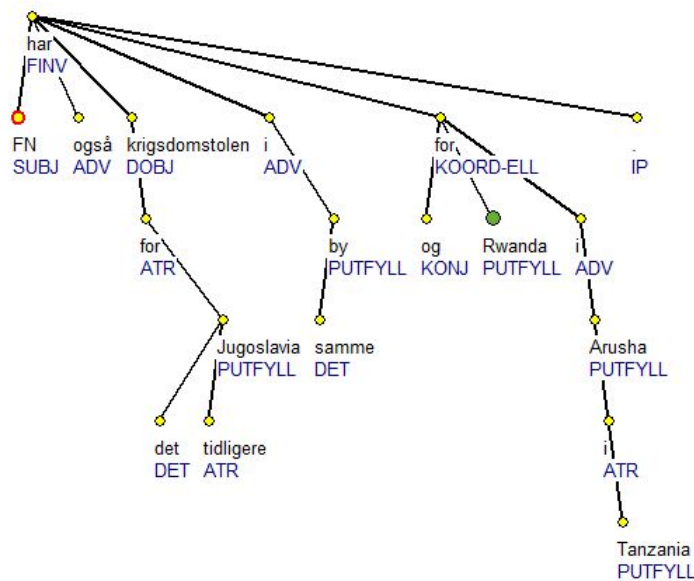 har
FINV
FN også krigsdomstolen i for .
SUBJ ADV DOBJ ADV KOORD-ELL IP
for by og Rwanda i
ATR PUTFYLL KONJ PUTFYLL ADV
Jugoslavia samme Arusha
PUTFYLL DET PUTFYLL
det tidligere i
DET ATR ATR
Tanzania
PUTFYLL